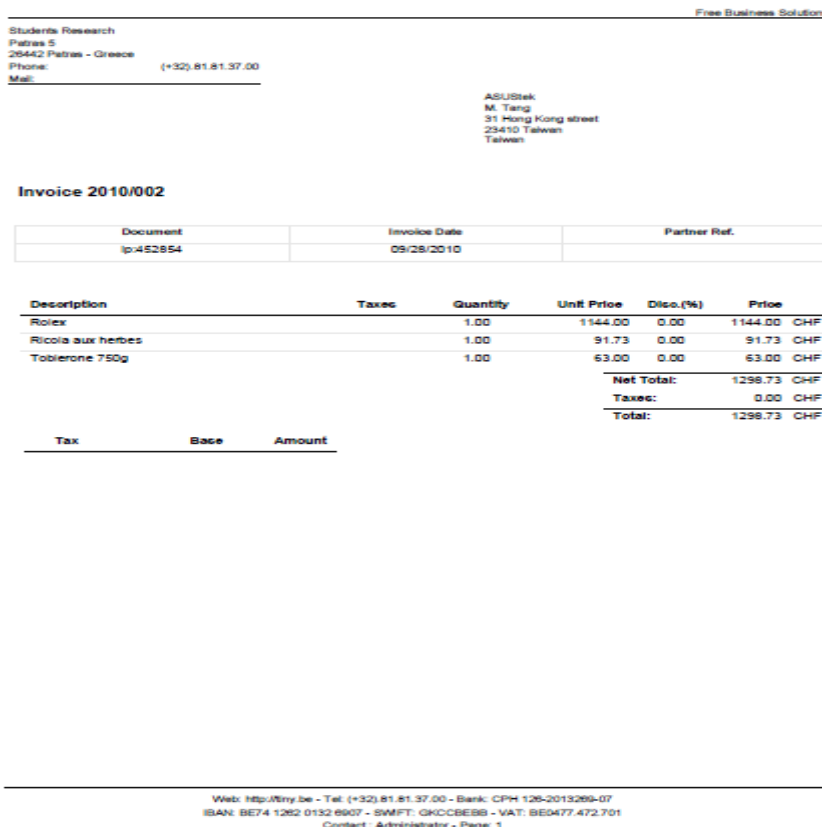 Free Business Solution
Students Research
Patras 5
26442 Patras - Greece
Phone: (+32).81.81.37.00
Mail:
ASUStek
M. Tang
31 Hong Kong street
23410 Taiwan
Taiwan
Invoice 2010/002
Document Invoice Date Partner Ref.
lp:452854 09/28/2010
Description Taxes Quantity Unit Price Disc.(%) Price
Rolex 1.00 1144.00 0.00 1144.00 CHF
Ricola aux herbes 1.00 91.73 0.00 91.73 CHF
Toblerone 750g 1.00 63.00 0.00 63.00 CHF
Net Total: 1298.73 CHF
Taxes: 0.00 CHF
Total: 1298.73 CHF
Tax Base Amount
Web: http://tiny.be - Tel: (+32).81.81.37.00 - Bank: CPH 126-2013269-07
IBAN: BE74 1262 0132 6907 - SWIFT: GKCCBEBB - VAT: BE0477.472.701
Contact : Administrator - Page: 1